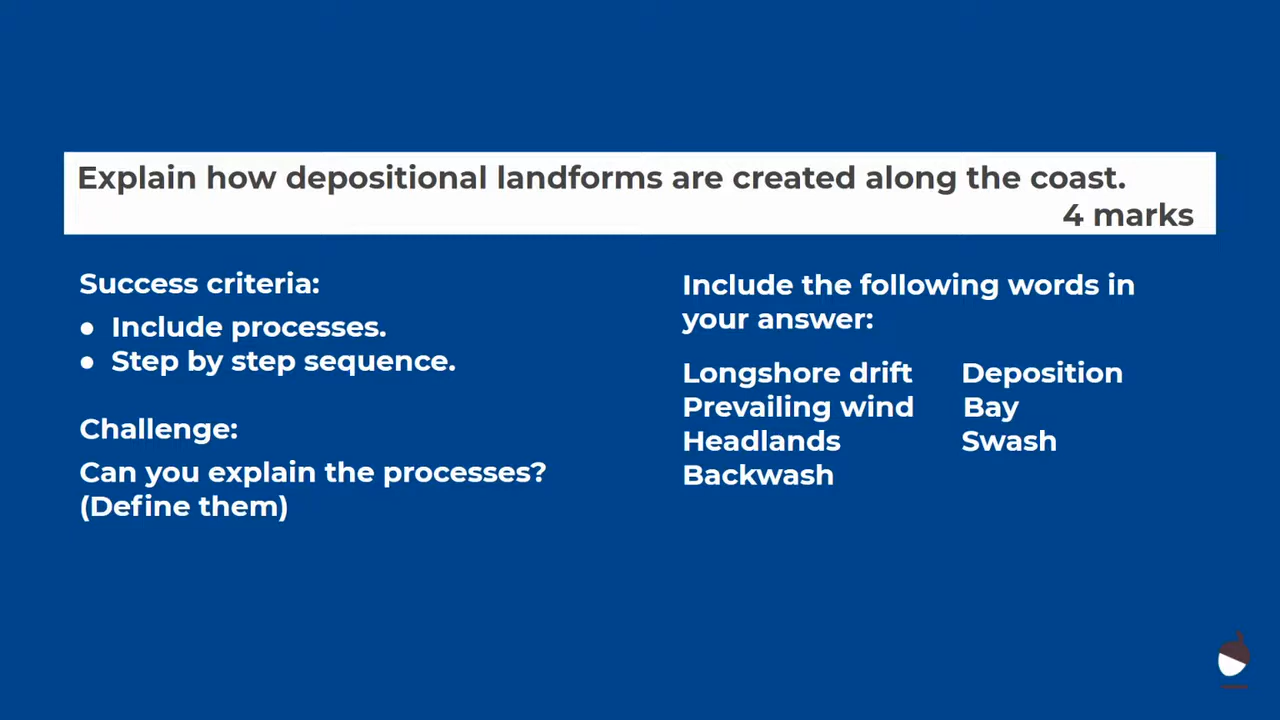 Explain how depositional landforms are created along the coast.
4 marks
Success criteria:
● Include processes.
● Step by step sequence.
Challenge:
Can you explain the processes?
(Define them)
Include the following words in
your answer:
Longshore drift Deposition
Prevailing wind Bay
Headlands Swash
Backwash